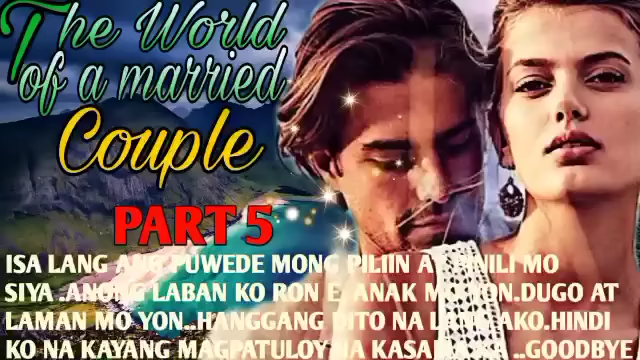 The World
of a married
Couple
PART 5
ISA LANG ANG PUWEDE MONG PILIIN AT PINILI MO
SIYA .ANONG LABAN KO RON E, ANAK MO YON.DUGO AT
LAMAN MO YON..HANGGANG DITO NA LANG AKO.HINDI
KO NA KAYANG MAGPATULOY NA KASAMA KA ..GOODBYE